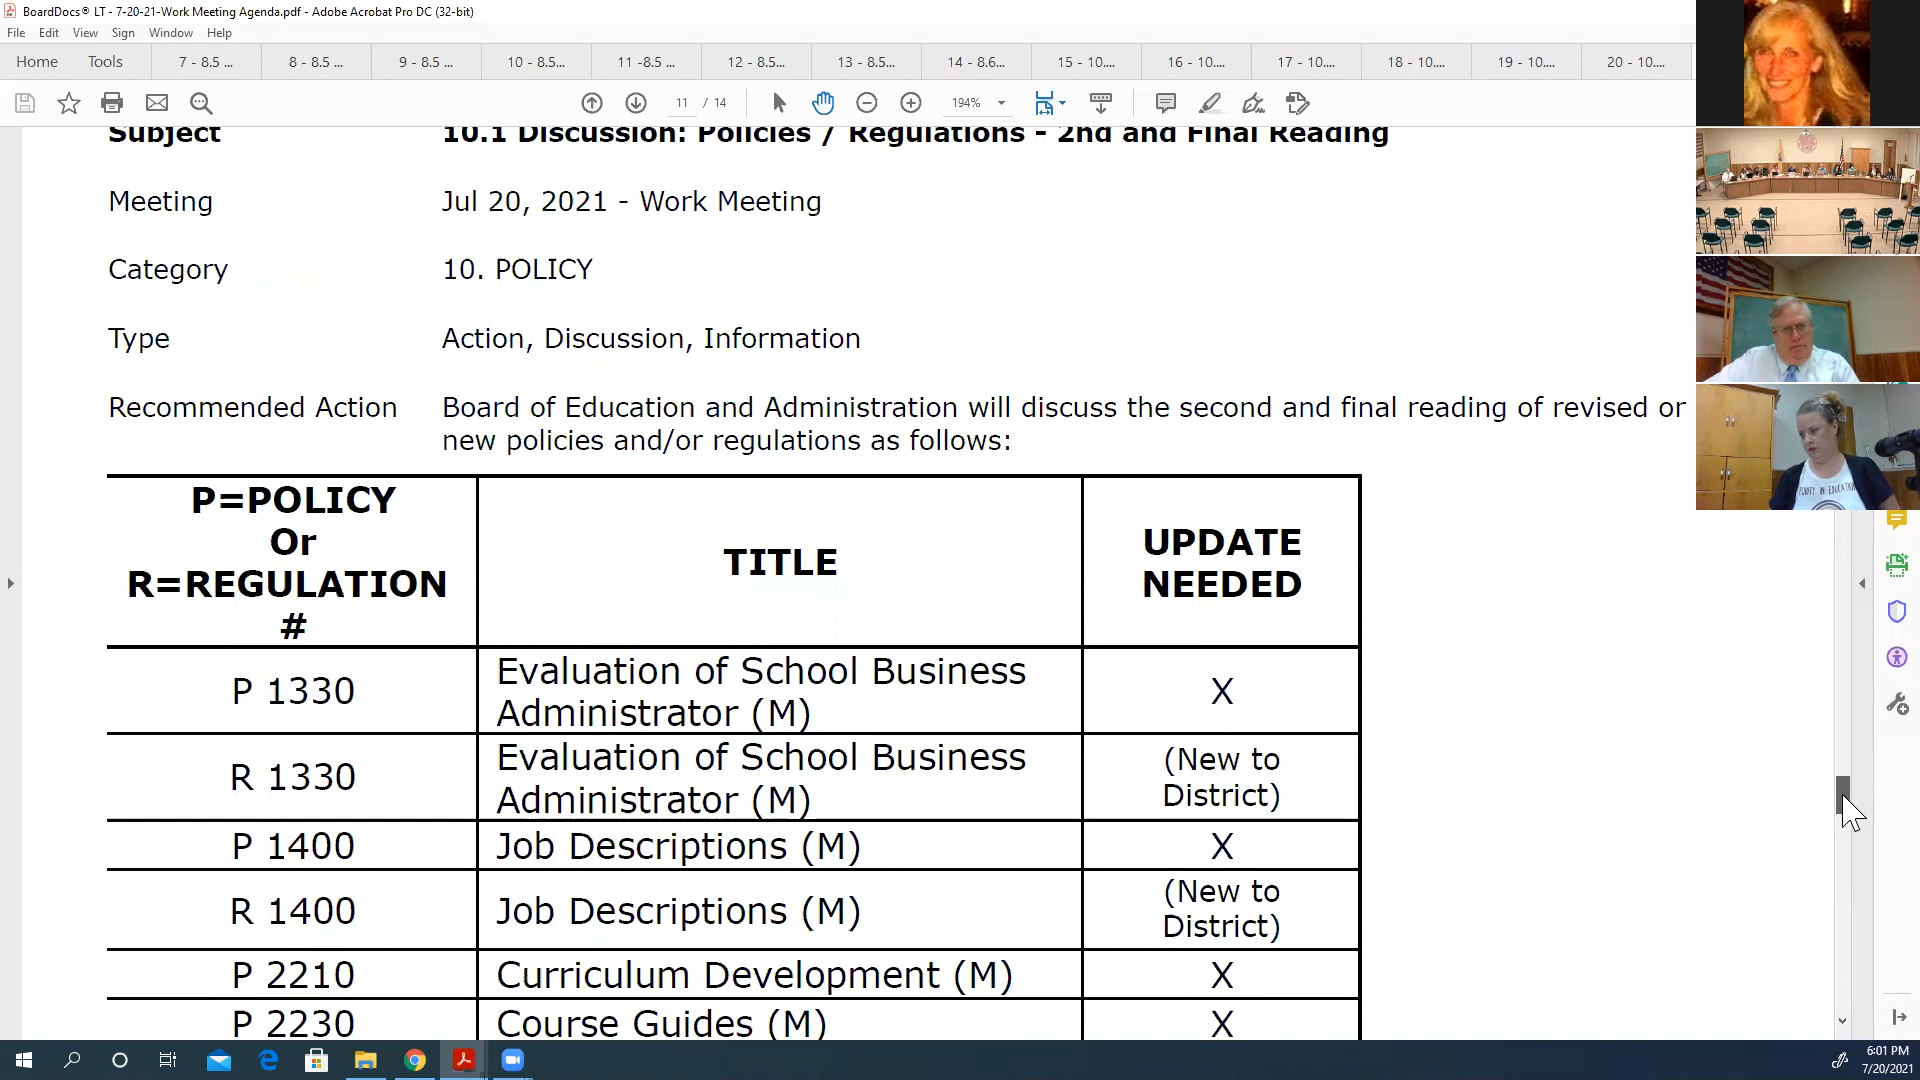 BoardDocs® LT - 7-20-21-Work Meeting Agenda.pdf - Adobe Acrobat Pro DC (32-bit)
File Edit View Sign Window Help
Home Tools 7 - 8.5 ... 8 - 8.5 ... 9 - 8.5 ... 10 - 8.5... 11 -8.5 ... 12 - 8.5... 13 - 8.5... 14 - 8.6... 15 - 10.... 16 - 10.... 17 - 10.... 18 - 10.... 19 - 10.... 20 - 10....
11 / 14 194%
Subject 10.1 Discussion: Policies / Regulations - 2nd and Final Reading
Meeting Jul 20, 2021 - Work Meeting
Category 10. POLICY
Type Action, Discussion, Information
Recommended Action Board of Education and Administration will discuss the second and final reading of revised or
new policies and/or regulations as follows:
P=POLICY
Or
R=REGULATION
#
TITLE
UPDATE
NEEDED
P 1330 Evaluation of School Business
Administrator (M) X
R 1330 Evaluation of School Business
Administrator (M) (New to
District)
P 1400 Job Descriptions (M) X
R 1400 Job Descriptions (M) (New to
District)
P 2210 Curriculum Development (M) X
P 2230 Course Guides (M) X
EQUITY IN EDUCATION
6:01 PM
7/20/2021